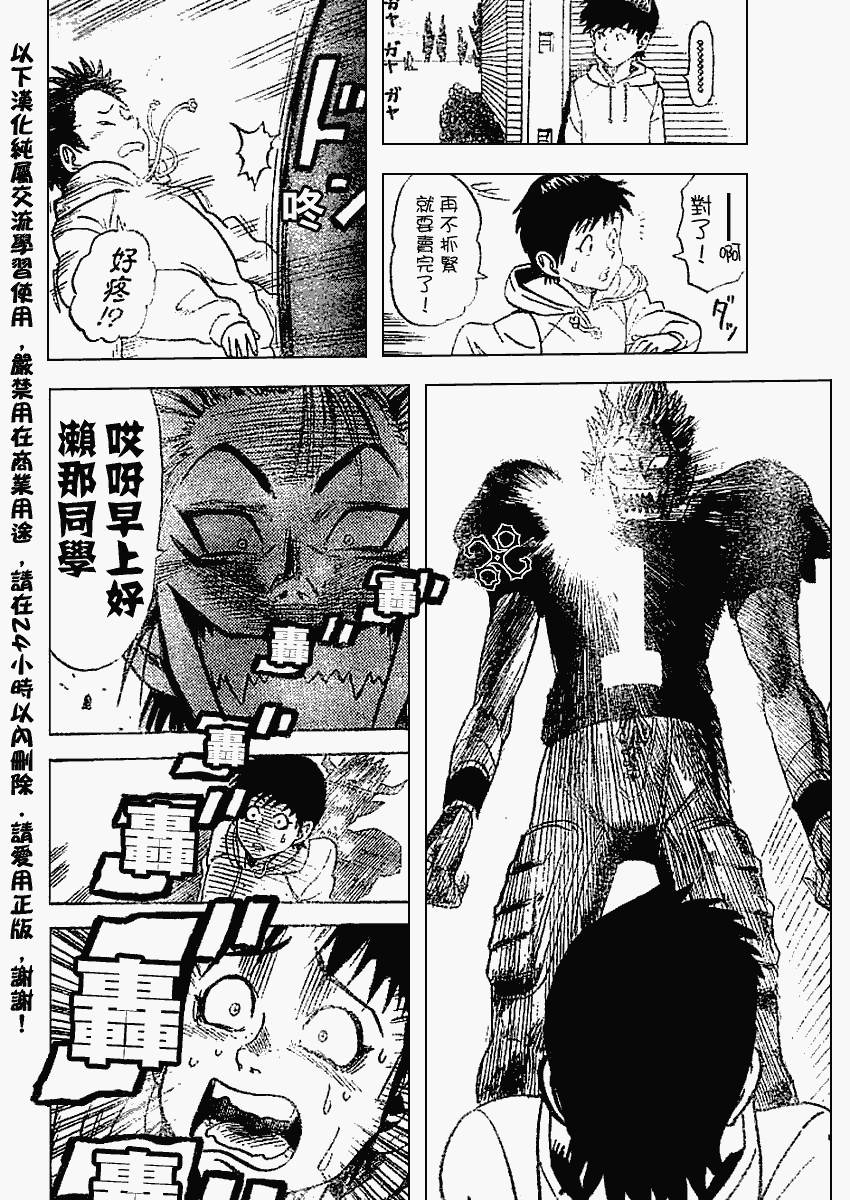 ガヤ ガヤ ガヤ
對了！
啊
ダッ
再不抓緊
就要賣完了！
ドン
咚
好疼!?
哎呀早上好
瀨那同學
轟
轟
轟
轟
轟
轟
以下漢化純屬交流學習使用，嚴禁用在商業用途，請在24小時以內刪除．請愛用正版，謝謝！